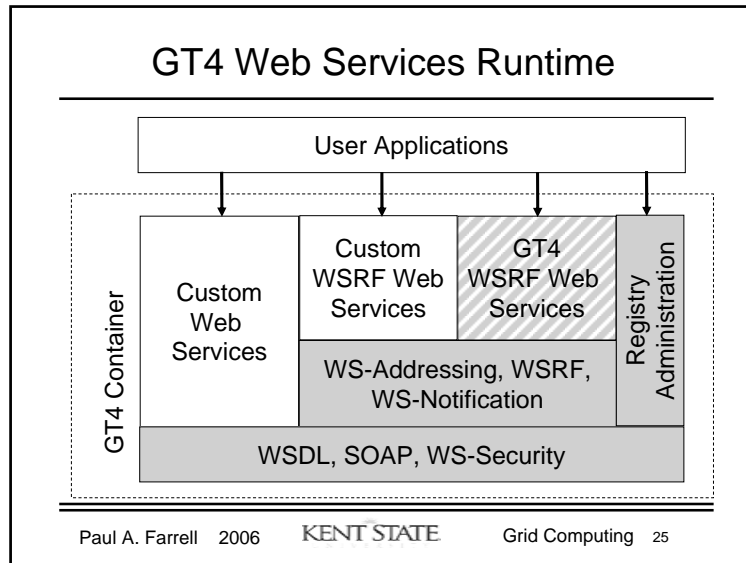 GT4 Web Services Runtime
User Applications
GT4 Container
Custom
Web
Services
Custom
WSRF Web
Services
GT4
WSRF Web
Services
Registry
Administration
WS-Addressing, WSRF,
WS-Notification
WSDL, SOAP, WS-Security
Paul A. Farrell 2006 KENT STATE Grid Computing 25